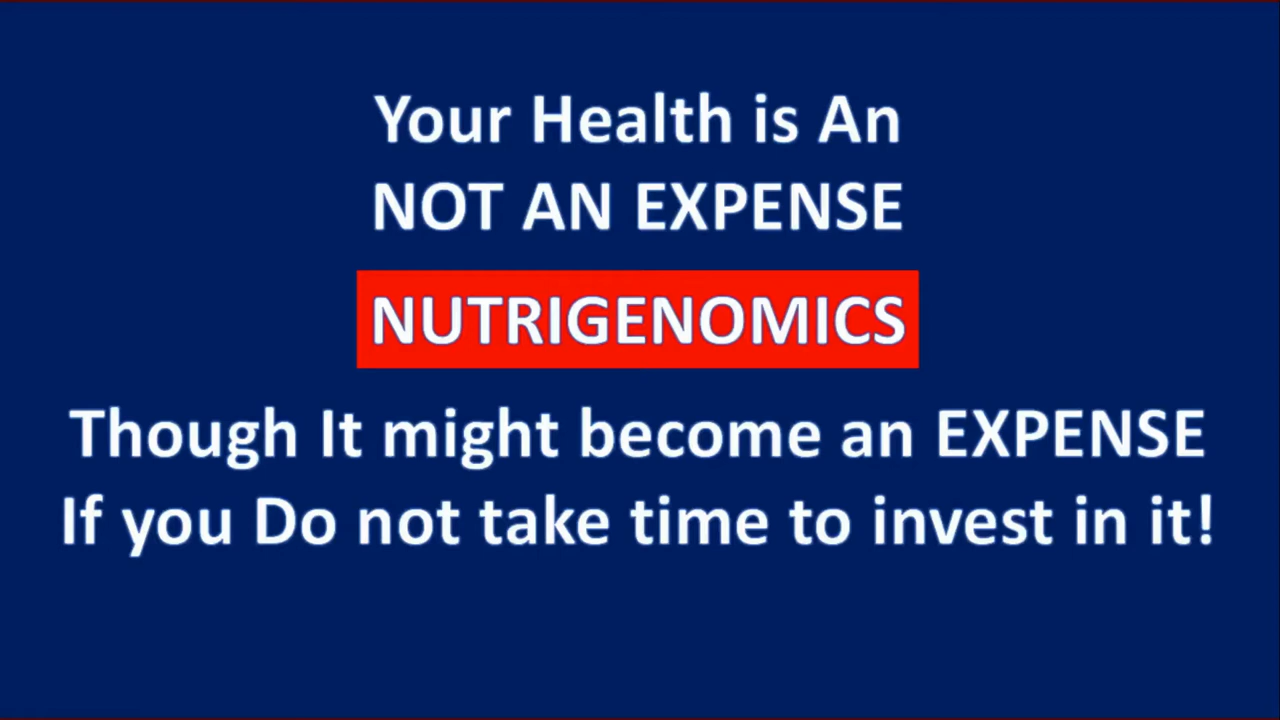 Your Health is An
NOT AN EXPENSE
NUTRIGENOMICS
Though It might become an EXPENSE
If you Do not take time to invest in it!